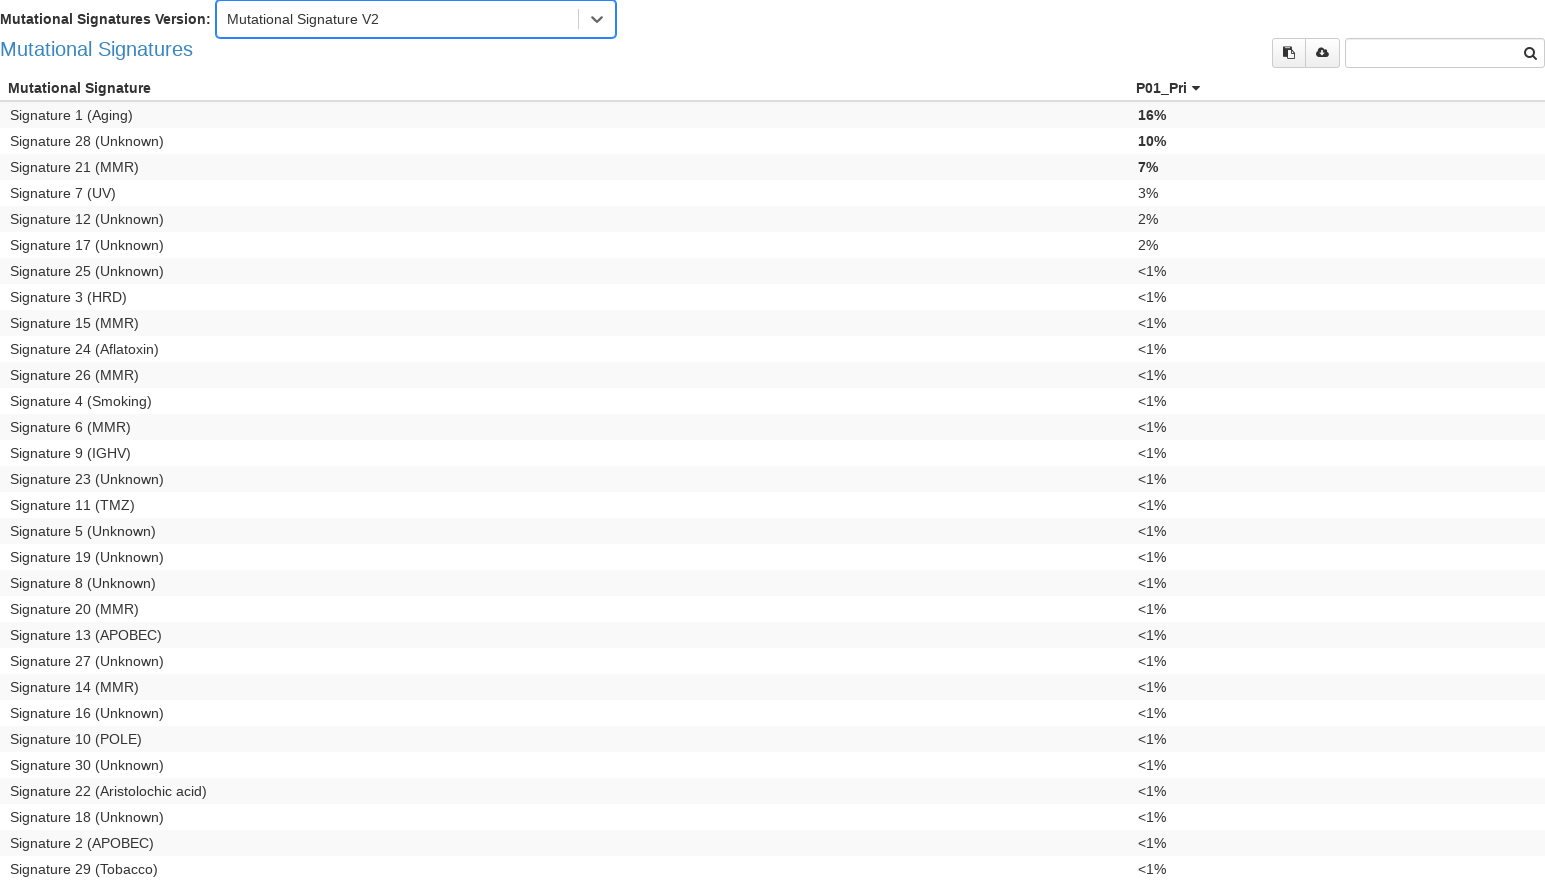 Mutational Signatures Version: Mutational Signature V2
Mutational Signatures
Mutational Signature P01_Pri
Signature 1 (Aging) 16%
Signature 28 (Unknown) 10%
Signature 21 (MMR) 7%
Signature 7 (UV) 3%
Signature 12 (Unknown) 2%
Signature 17 (Unknown) 2%
Signature 25 (Unknown) <1%
Signature 3 (HRD) <1%
Signature 15 (MMR) <1%
Signature 24 (Aflatoxin) <1%
Signature 26 (MMR) <1%
Signature 4 (Smoking) <1%
Signature 6 (MMR) <1%
Signature 9 (IGHV) <1%
Signature 23 (Unknown) <1%
Signature 11 (TMZ) <1%
Signature 5 (Unknown) <1%
Signature 19 (Unknown) <1%
Signature 8 (Unknown) <1%
Signature 20 (MMR) <1%
Signature 13 (APOBEC) <1%
Signature 27 (Unknown) <1%
Signature 14 (MMR) <1%
Signature 16 (Unknown) <1%
Signature 10 (POLE) <1%
Signature 30 (Unknown) <1%
Signature 22 (Aristolochic acid) <1%
Signature 18 (Unknown) <1%
Signature 2 (APOBEC) <1%
Signature 29 (Tobacco) <1%